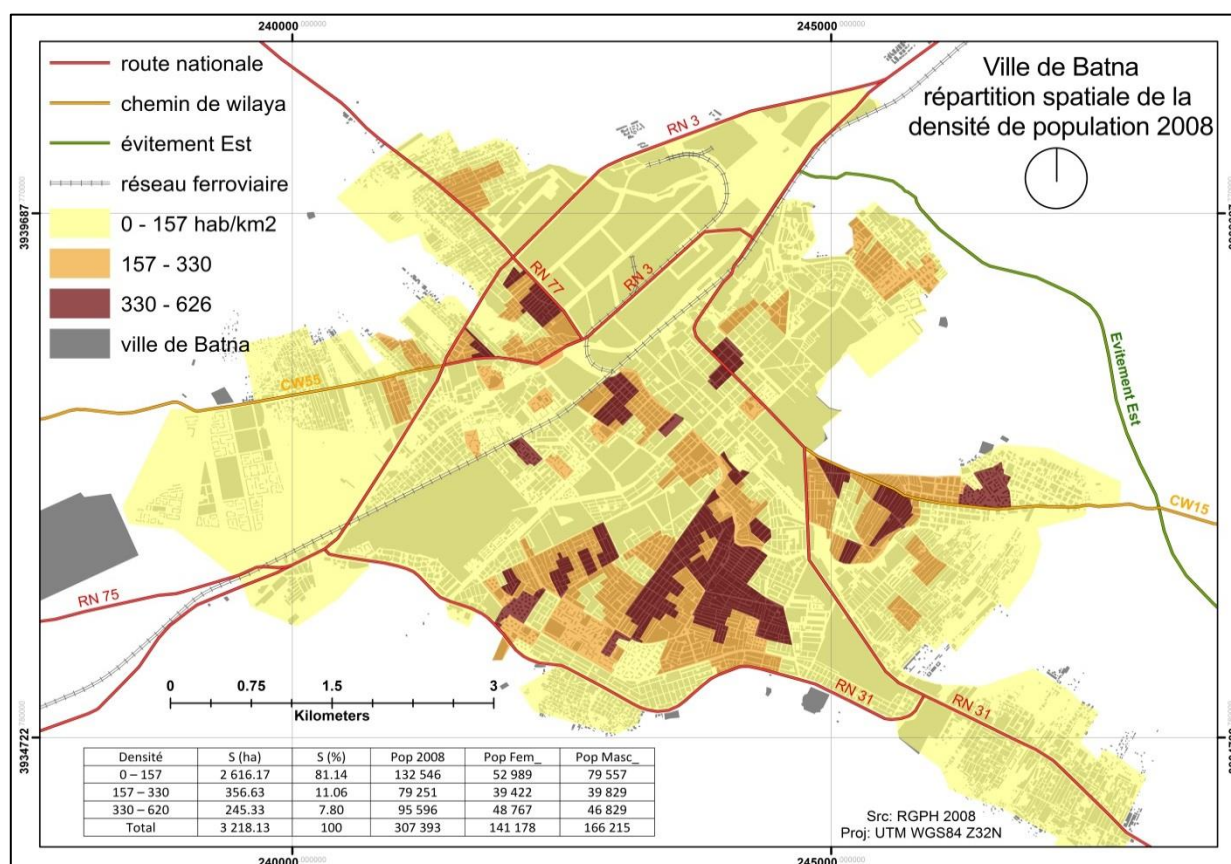 240000.000000
245000.000000
route nationale
chemin de wilaya
évitement Est
réseau ferroviaire
0 - 157 hab/km2
157 - 330
330 - 626
ville de Batna
Ville de Batna
répartition spatiale de la
densité de population 2008
RN 3
RN 77
RN 3
CW55
Evitement Est
CW15
RN 75
RN 31
RN 31
3939687
3934722
0 0.75 1.5 3
Kilometers
Densité S (ha) S (%) Pop 2008 Pop Fem_ Pop Masc_
0 – 157 2 616.17 81.14 132 546 52 989 79 557
157 – 330 356.63 11.06 79 251 39 422 39 829
330 – 620 245.33 7.80 95 596 48 767 46 829
Total 3 218.13 100 307 393 141 178 166 215
Src: RGPH 2008
Proj: UTM WGS84 Z32N
240000.000000
245000.000000